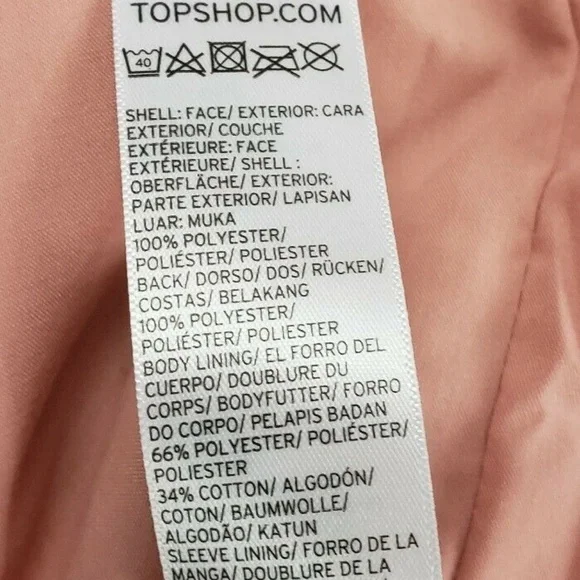 TOPSHOP.COM
40
SHELL: FACE/ EXTERIOR: CARA
EXTERIOR/ COUCHE
EXTÉRIEURE: FACE
EXTÉRIEURE/ SHELL :
OBERFLÄCHE/ EXTERIOR:
PARTE EXTERIOR/ LAPISAN
LUAR: MUKA
100% POLYESTER/
POLIÉSTER/ POLIESTER
BACK/ DORSO/ DOS/ RÜCKEN/
COSTAS/ BELAKANG
100% POLYESTER/
POLIÉSTER/ POLIESTER
BODY LINING/ EL FORRO DEL
CUERPO/ DOUBLURE DU
CORPS/ BODYFUTTER/ FORRO
DO CORPO/ PELAPIS BADAN
66% POLYESTER/ POLIÉSTER/
POLIESTER
34% COTTON/ ALGODÓN/
COTON/ BAUMWOLLE/
ALGODÃO/ KATUN
SLEEVE LINING/ FORRO DE LA
MANGA/ DOUBLURE DE LA